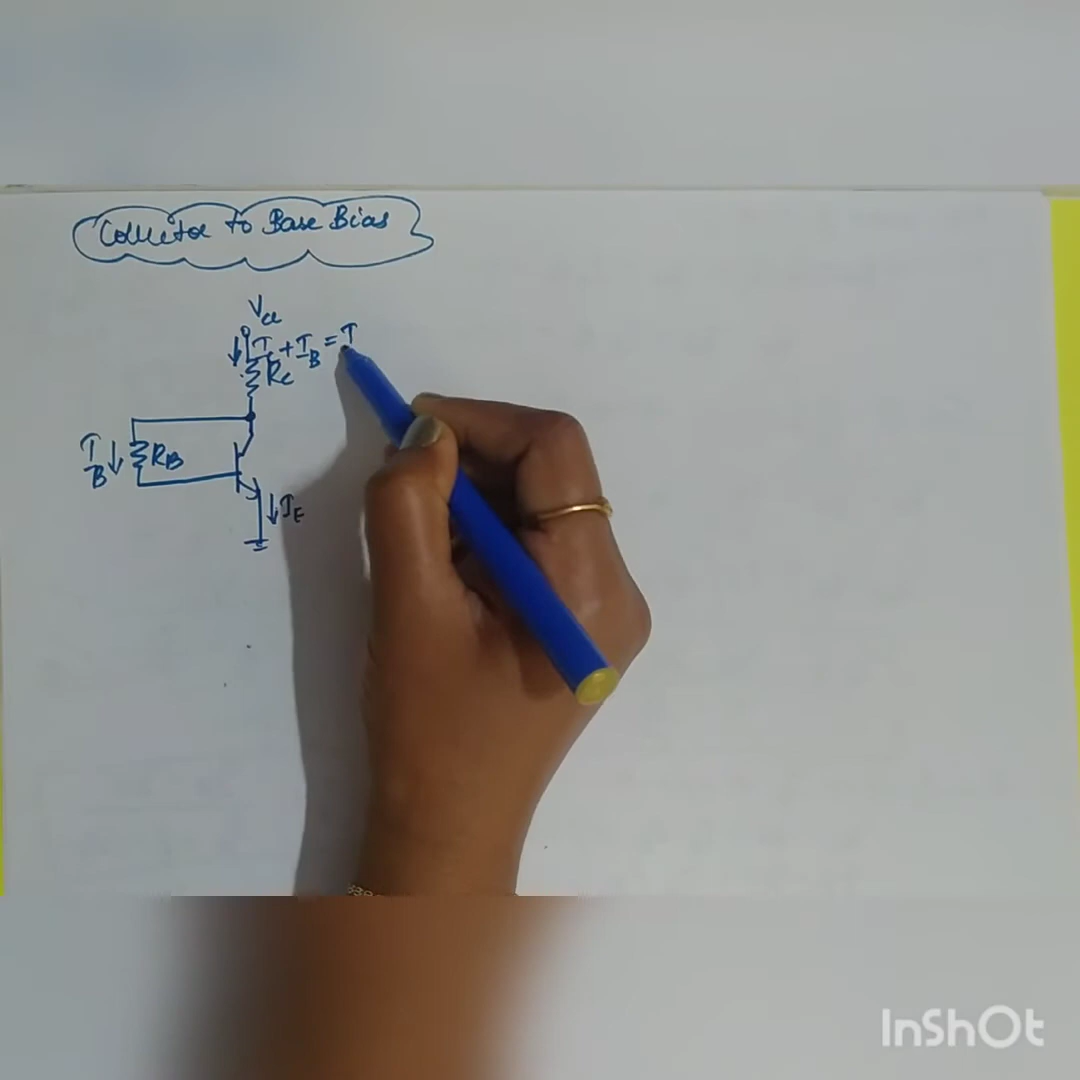 Collector to Base Bias
Vcc
Ic + IB = I
Rc
IB
RB
IE
InShOt